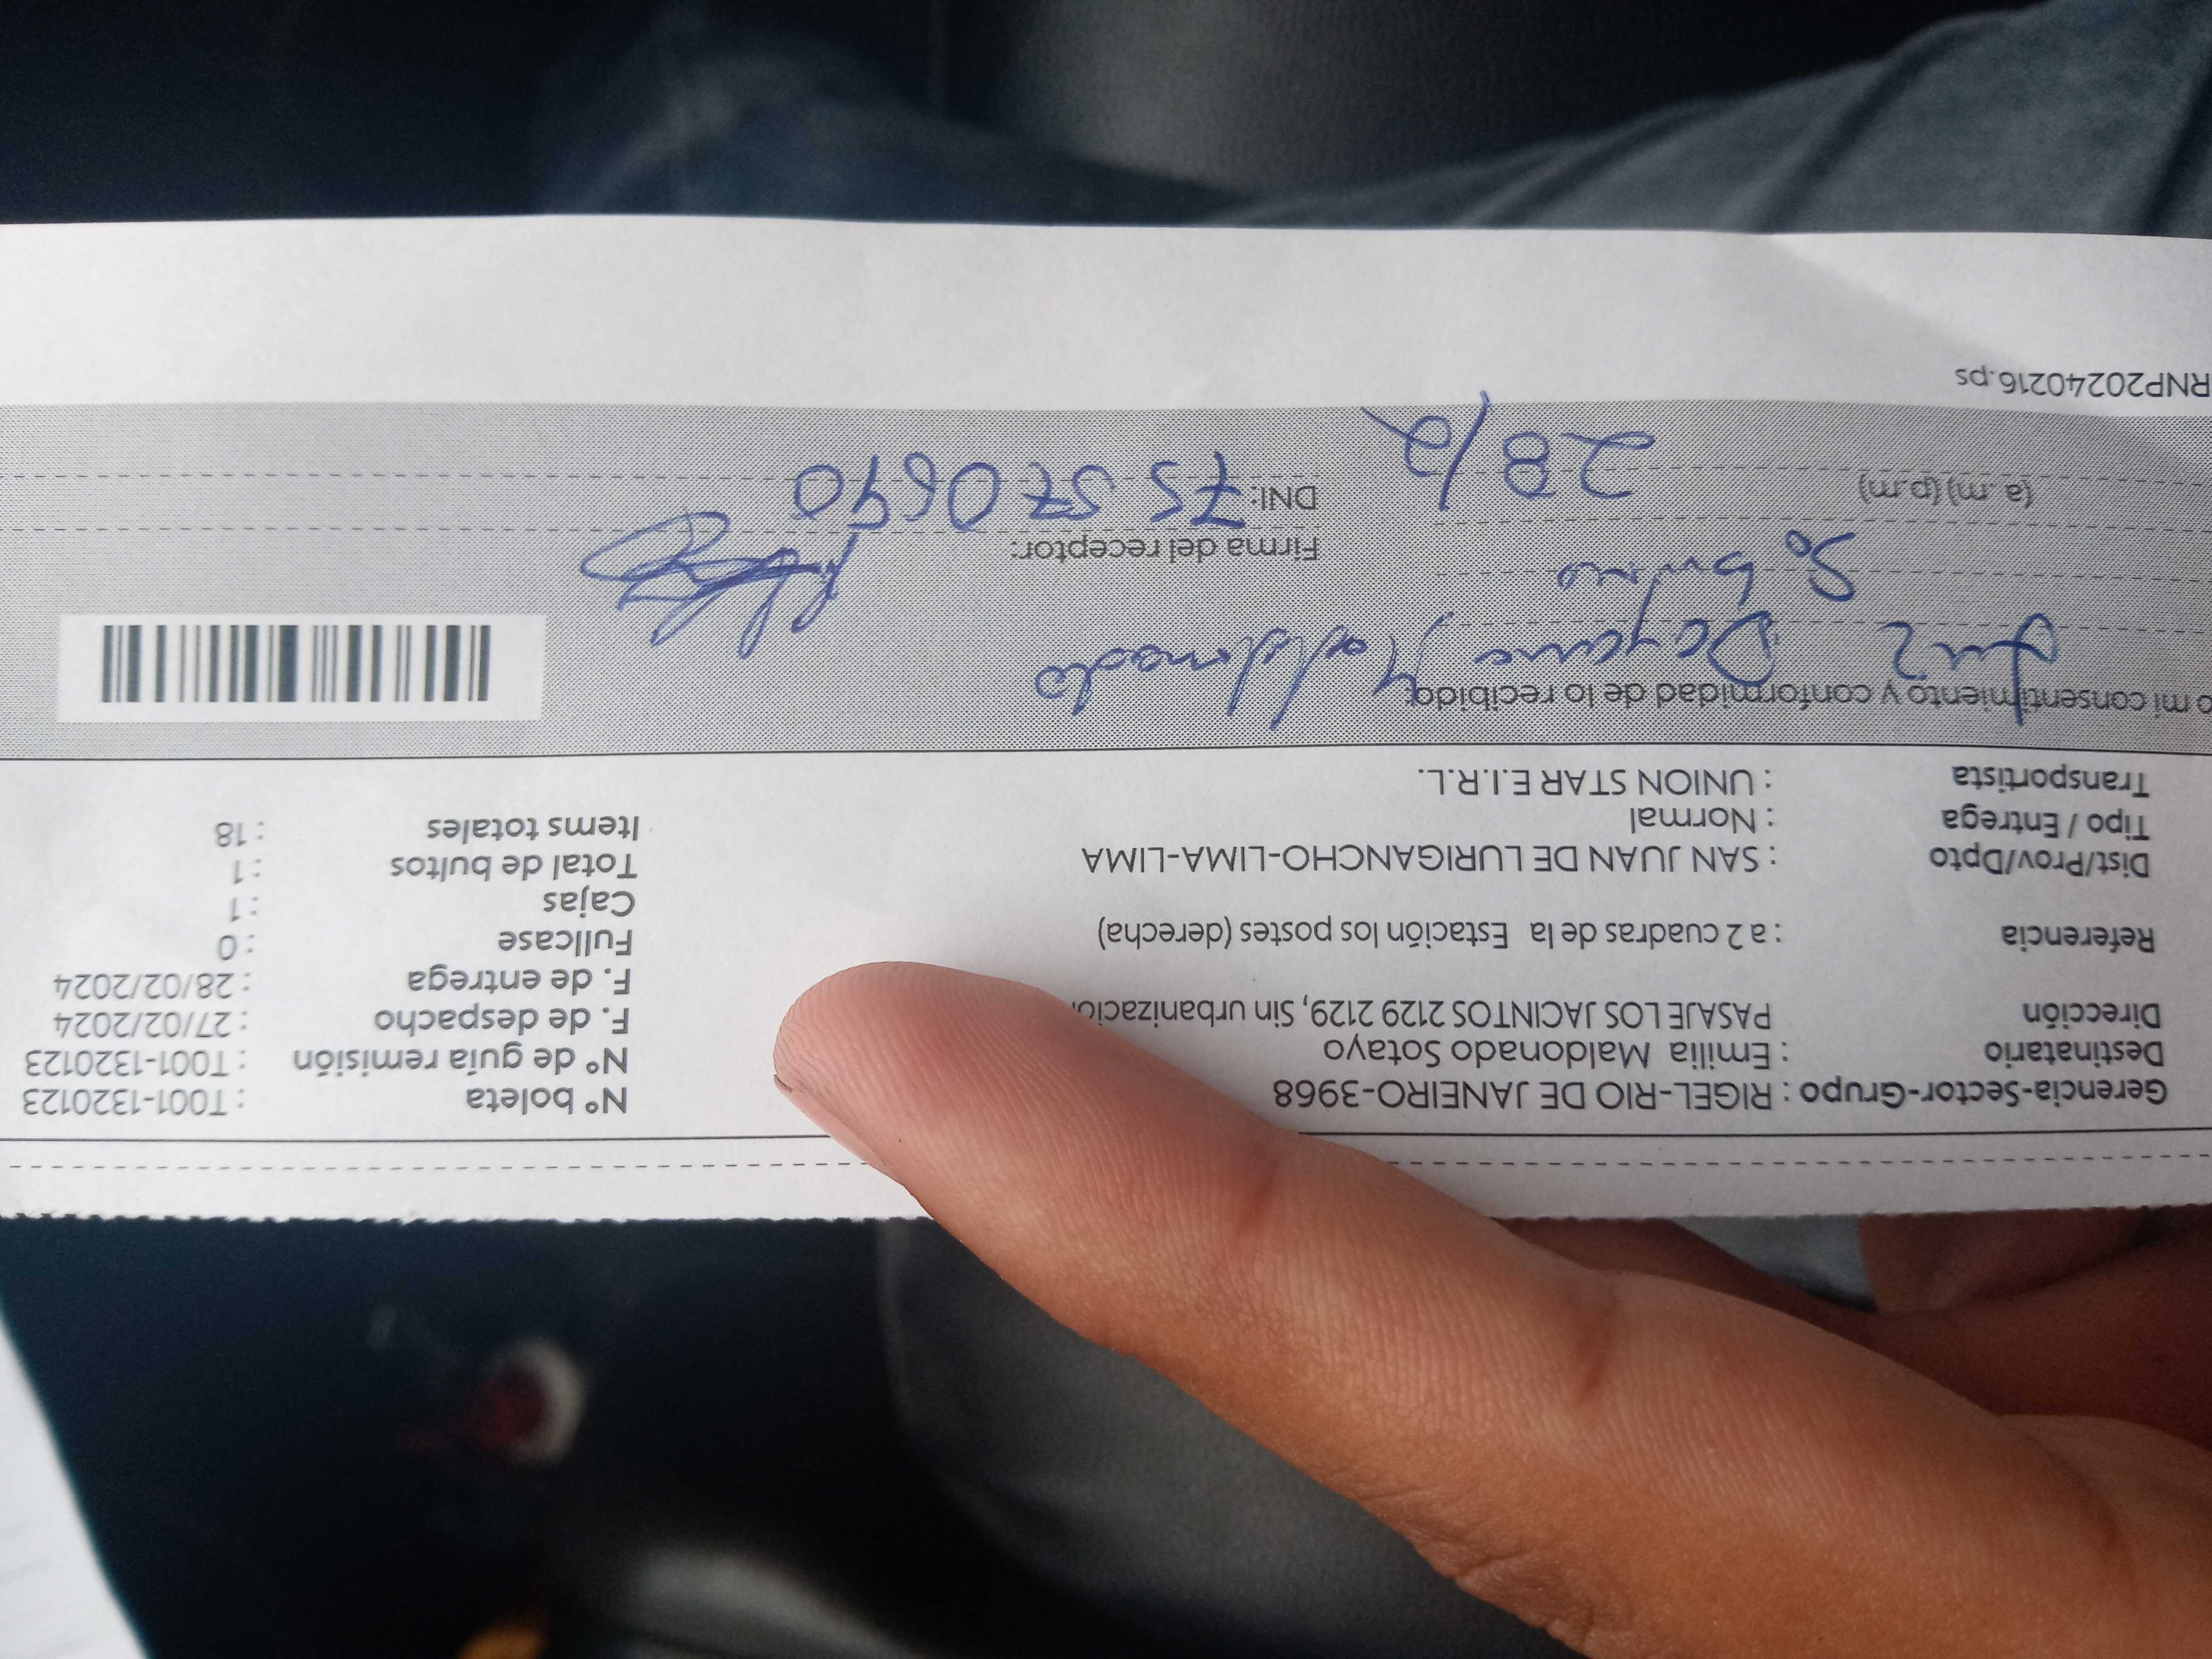 Gerencia-Sector-Grupo : RIGEL-RIO DE JANEIRO-3968
Destinatario : Emilia Maldonado Sotayo
Dirección PASAJE LOS JACINTOS 2129 2129, Sin urbanizació
Referencia : a 2 cuadras de la Estación los postes (derecha)
Dist/Prov/Dpto : SAN JUAN DE LURIGANCHO-LIMA-LIMA
Tipo / Entrega : Normal
Transportista : UNION STAR E.I.R.L.
N° boleta : T001-1320123
N° de guía remisión : T001-1320123
F. de despacho : 27/02/2024
F. de entrega : 28/02/2024
Fullcase : 0
Cajas : 1
Total de bultos : 1
Items totales : 18
o mi consentimiento y conformidad de lo recibido:
Dayana Maldonado
Sobrino
Firma del receptor:
(a.m) (p.m) 28/2
DNI: 75570690
RNP20240216.ps